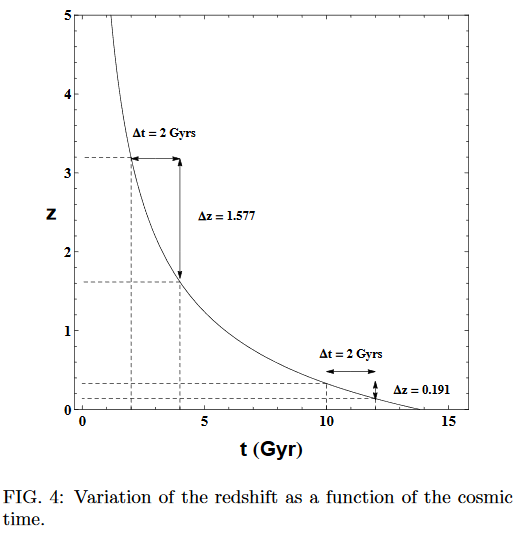 5
4
3
2
1
0
z
Δt = 2 Gyrs
Δz = 1.577
Δt = 2 Gyrs
Δz = 0.191
0 5 10 15
t (Gyr)
FIG. 4: Variation of the redshift as a function of the cosmic
time.